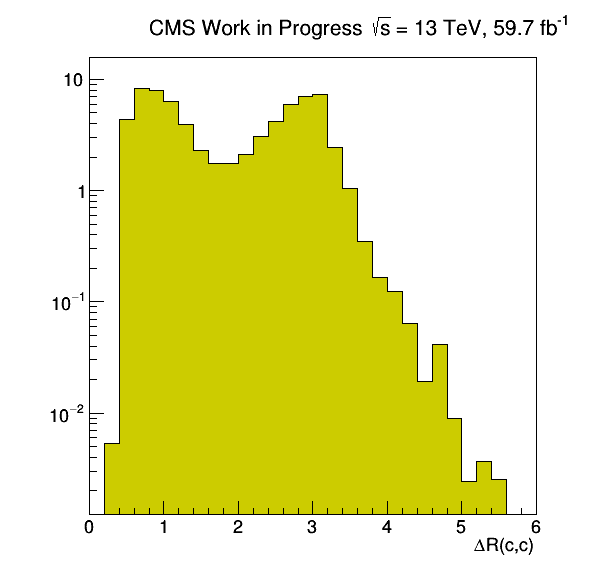 CMS Work in Progress √s = 13 TeV, 59.7 fb⁻¹
10
1
10⁻¹
10⁻²
0 1 2 3 4 5 6
ΔR(c,c)